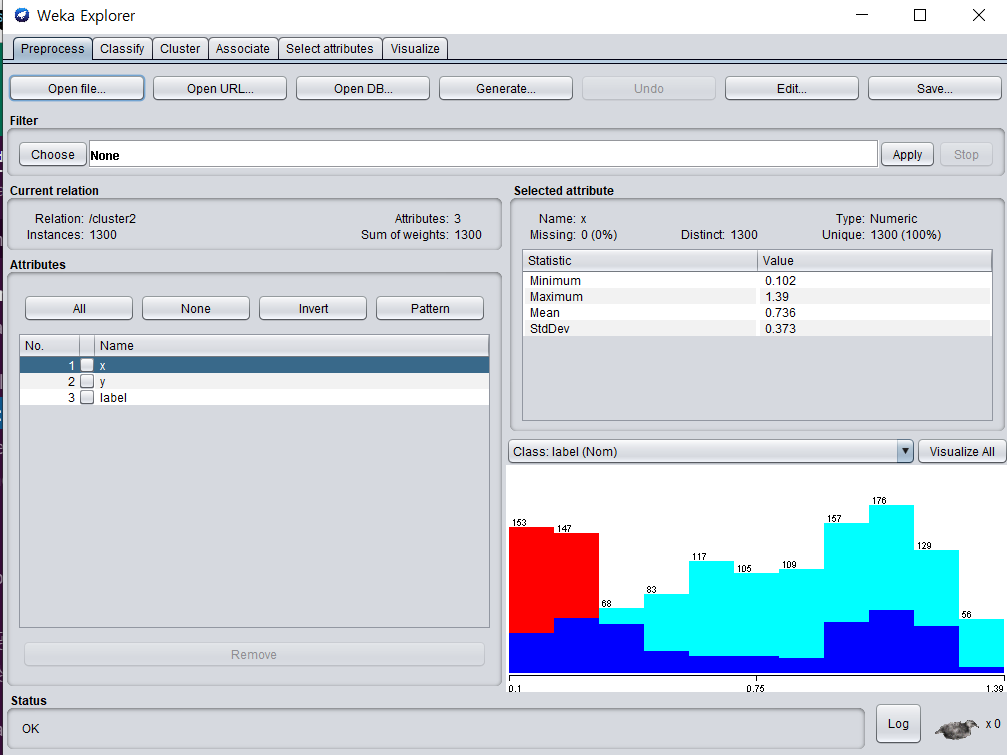 Weka Explorer
Preprocess Classify Cluster Associate Select attributes Visualize
Open file... Open URL... Open DB... Generate... Undo Edit... Save...
Filter
Choose None Apply Stop
Current relation
Relation: /cluster2 Attributes: 3
Instances: 1300 Sum of weights: 1300
Attributes
All None Invert Pattern
No. Name
1 x
2 y
3 label
Remove
Selected attribute
Name: x Type: Numeric
Missing: 0 (0%) Distinct: 1300 Unique: 1300 (100%)
Statistic Value
Minimum 0.102
Maximum 1.39
Mean 0.736
StdDev 0.373
Class: label (Nom) Visualize All
153 147 68 83 117 105 109 157 176 129 56
0.1 0.75 1.39
Status
OK Log x 0